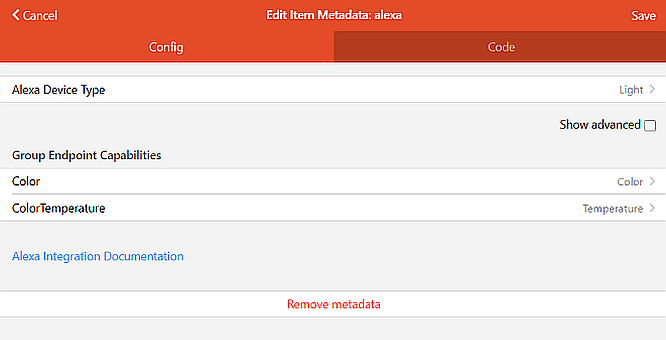 Cancel Edit Item Metadata: alexa Save
Config Code
Alexa Device Type Light
Show advanced
Group Endpoint Capabilities
Color Color
ColorTemperature Temperature
Alexa Integration Documentation
Remove metadata